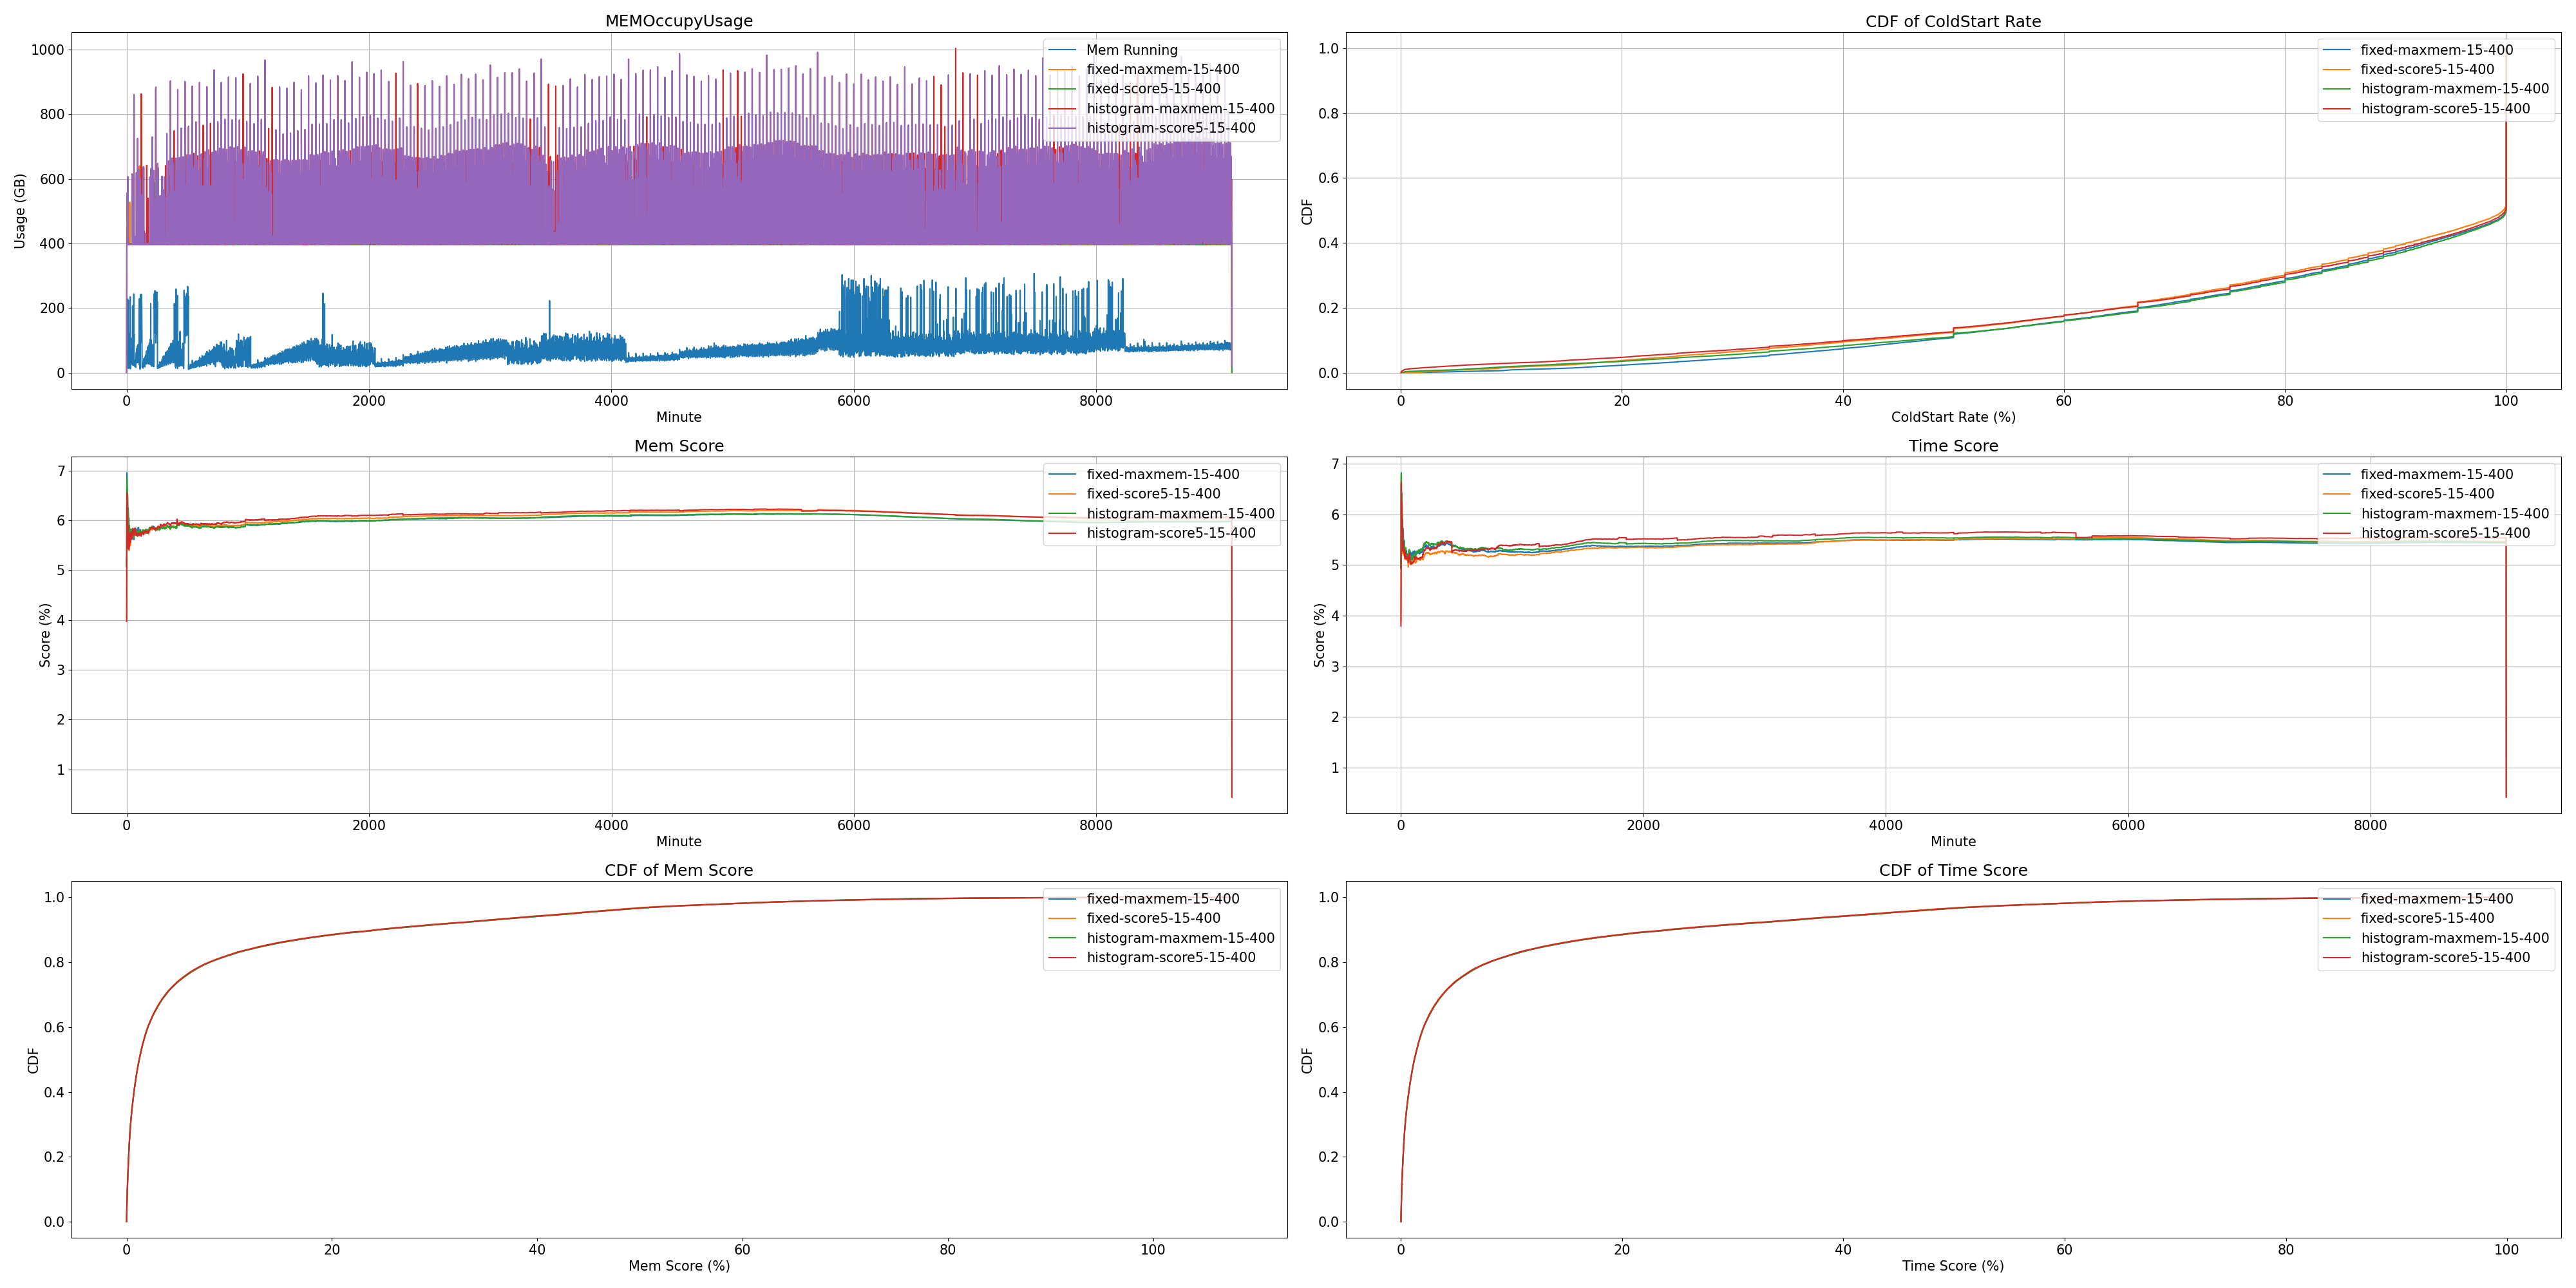 MEMOccupyUsage
Usage (GB)
1000
800
600
400
200
0
Mem Running
fixed-maxmem-15-400
fixed-score5-15-400
histogram-maxmem-15-400
histogram-score5-15-400
0 2000 4000 6000 8000
Minute
CDF of ColdStart Rate
CDF
1.0
0.8
0.6
0.4
0.2
0.0
fixed-maxmem-15-400
fixed-score5-15-400
histogram-maxmem-15-400
histogram-score5-15-400
0 20 40 60 80 100
ColdStart Rate (%)
Mem Score
Score (%)
7
6
5
4
3
2
1
fixed-maxmem-15-400
fixed-score5-15-400
histogram-maxmem-15-400
histogram-score5-15-400
0 2000 4000 6000 8000
Minute
Time Score
Score (%)
7
6
5
4
3
2
1
fixed-maxmem-15-400
fixed-score5-15-400
histogram-maxmem-15-400
histogram-score5-15-400
0 2000 4000 6000 8000
Minute
CDF of Mem Score
CDF
1.0
0.8
0.6
0.4
0.2
0.0
fixed-maxmem-15-400
fixed-score5-15-400
histogram-maxmem-15-400
histogram-score5-15-400
0 20 40 60 80 100
Mem Score (%)
CDF of Time Score
CDF
1.0
0.8
0.6
0.4
0.2
0.0
fixed-maxmem-15-400
fixed-score5-15-400
histogram-maxmem-15-400
histogram-score5-15-400
0 20 40 60 80 100
Time Score (%)